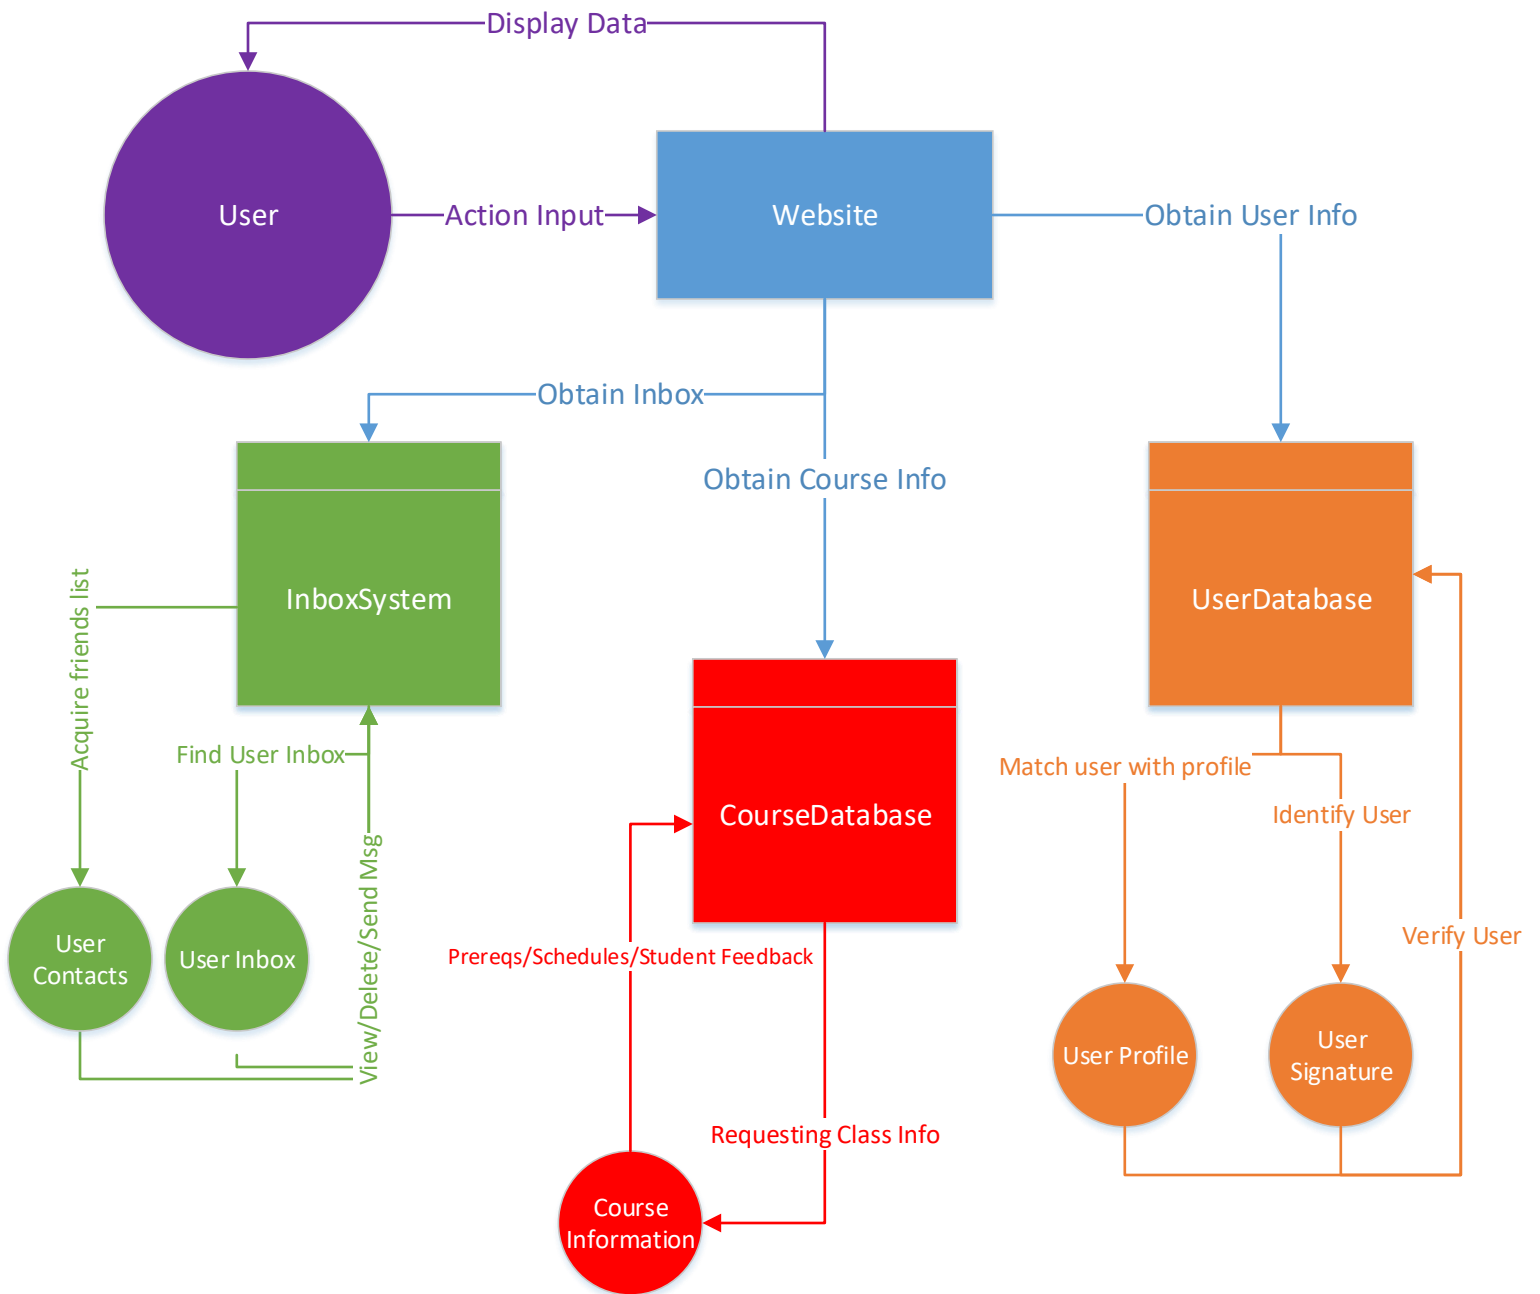 Display Data
User
Action Input
Website
Obtain User Info
Obtain Inbox
Obtain Course Info
InboxSystem
UserDatabase
Acquire friends list
Find User Inbox
Match user with profile
CourseDatabase
Identify User
View/Delete/Send Msg
User
Contacts
User Inbox
Prereqs/Schedules/Student Feedback
Verify User
User Profile
User
Signature
Requesting Class Info
Course
Information